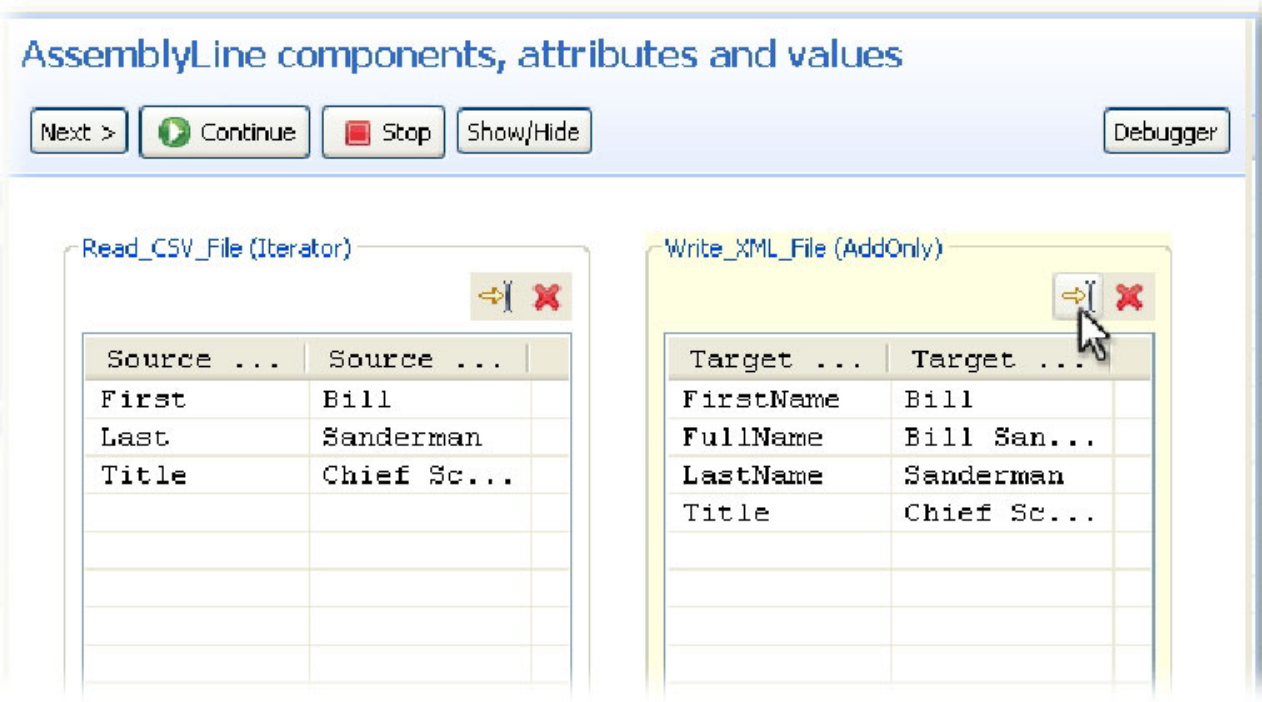 AssemblyLine components, attributes and values
Next > Continue Stop Show/Hide Debugger
Read_CSV_File (Iterator)
Source ... Source ...
First Bill
Last Sanderman
Title Chief Sc...
Write_XML_File (AddOnly)
Target ... Target ...
FirstName Bill
FullName Bill San...
LastName Sanderman
Title Chief Sc...